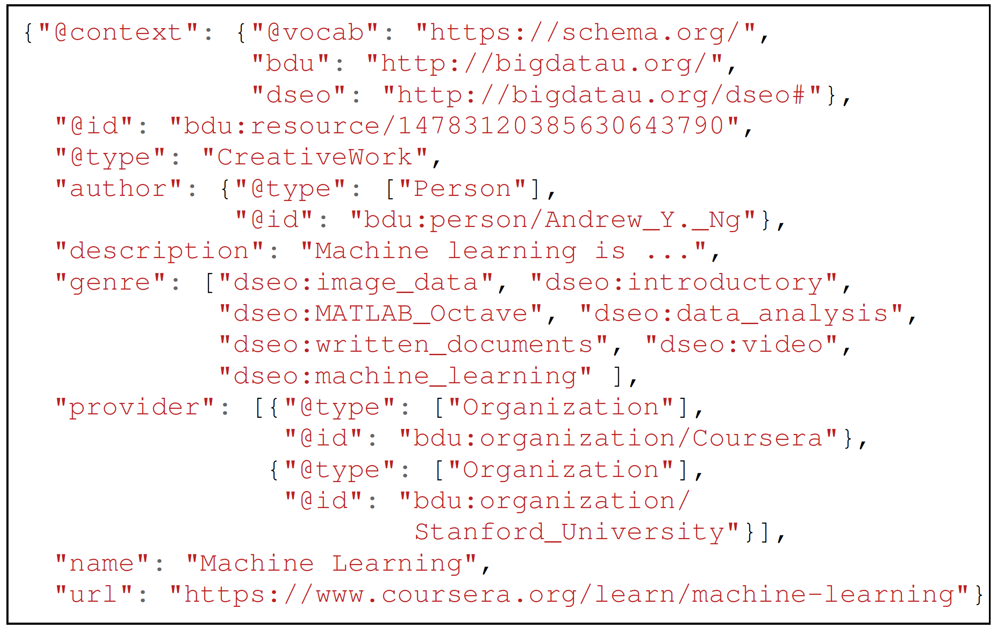 {"@context": {"@vocab": "https://schema.org/",
"bdu": "http://bigdatau.org/",
"dseo": "http://bigdatau.org/dseo#"},
"@id": "bdu:resource/14783120385630643790",
"@type": "CreativeWork",
"author": {"@type": ["Person"],
"@id": "bdu:person/Andrew_Y._Ng"},
"description": "Machine learning is ...",
"genre": ["dseo:image_data", "dseo:introductory",
"dseo:MATLAB_Octave", "dseo:data_analysis",
"dseo:written_documents", "dseo:video",
"dseo:machine_learning" ],
"provider": [{"@type": ["Organization"],
"@id": "bdu:organization/Coursera"},
{"@type": ["Organization"],
"@id": "bdu:organization/
Stanford_University"}],
"name": "Machine Learning",
"url": "https://www.coursera.org/learn/machine-learning"}